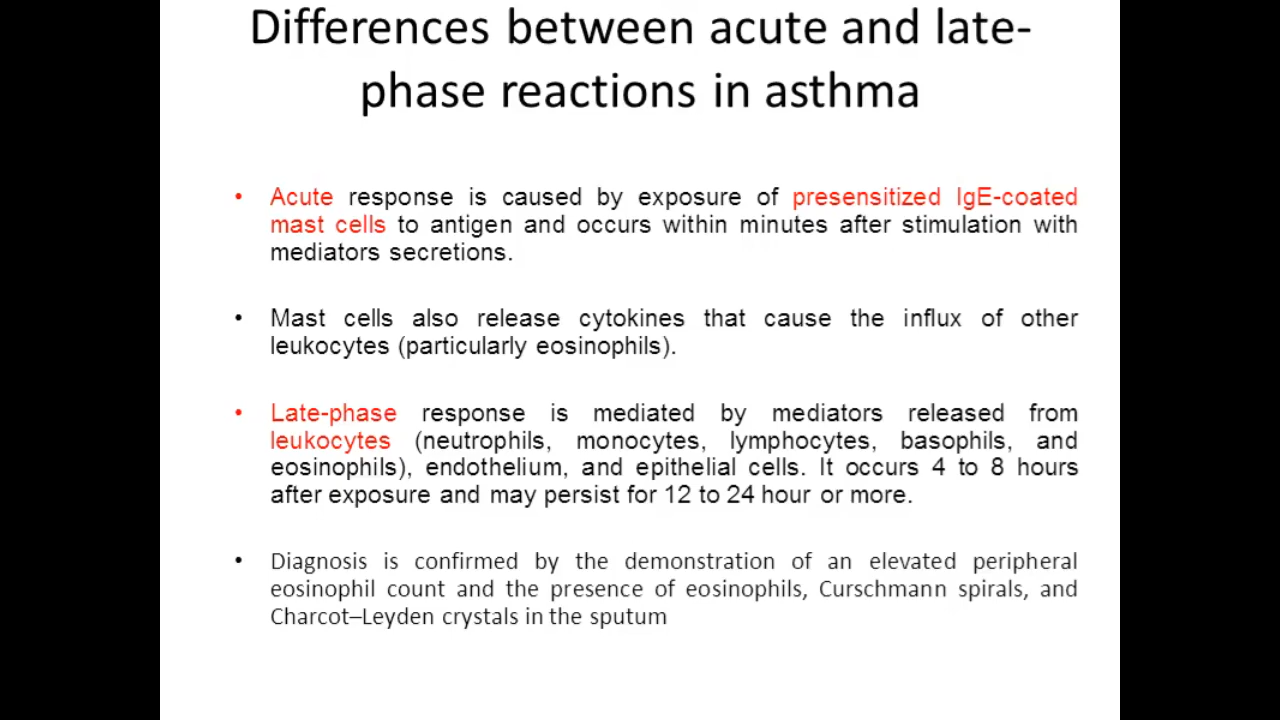 Differences between acute and late-
phase reactions in asthma
• Acute response is caused by exposure of presensitized IgE-coated
mast cells to antigen and occurs within minutes after stimulation with
mediators secretions.
• Mast cells also release cytokines that cause the influx of other
leukocytes (particularly eosinophils).
• Late-phase response is mediated by mediators released from
leukocytes (neutrophils, monocytes, lymphocytes, basophils, and
eosinophils), endothelium, and epithelial cells. It occurs 4 to 8 hours
after exposure and may persist for 12 to 24 hour or more.
• Diagnosis is confirmed by the demonstration of an elevated peripheral
eosinophil count and the presence of eosinophils, Curschmann spirals, and
Charcot–Leyden crystals in the sputum